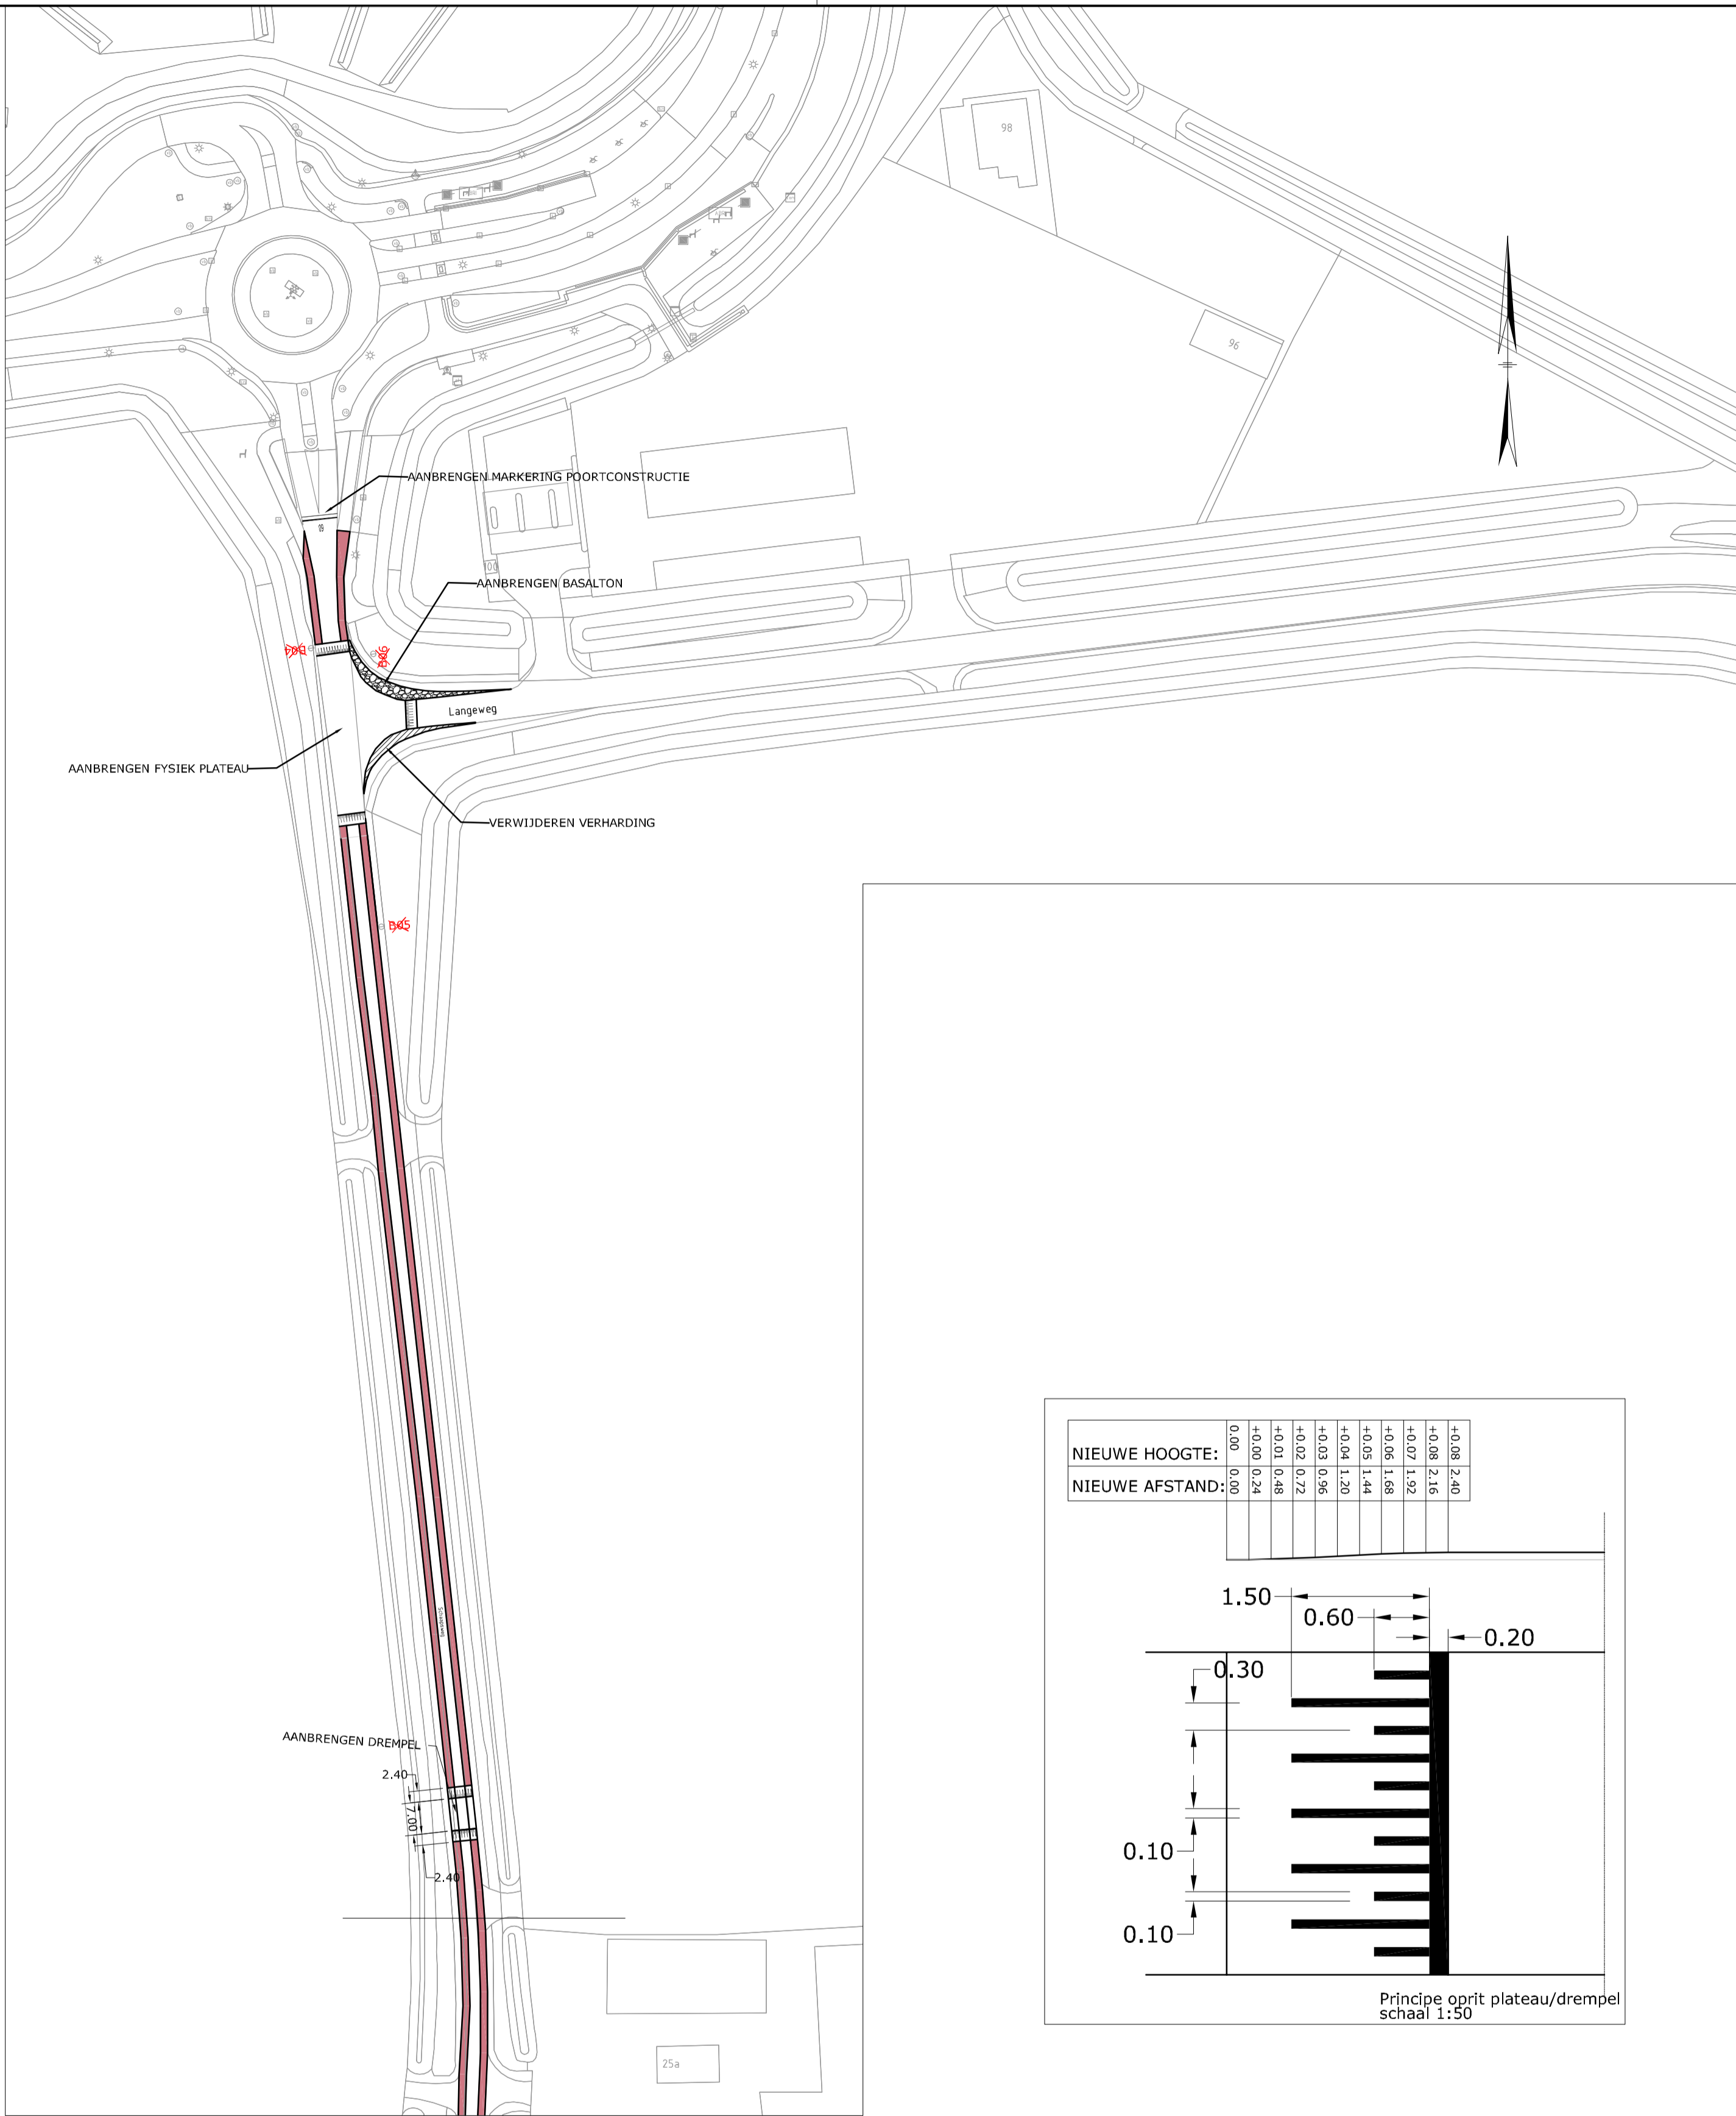 98
96
AANBRENGEN MARKERING POORTCONSTRUCTIE
100
AANBRENGEN BASALTON
B04
B06
Langeweg
AANBRENGEN FYSIEK PLATEAU
VERWIJDEREN VERHARDING
B05
NIEUWE HOOGTE: 0.00 +0.00 +0.01 +0.02 +0.03 +0.04 +0.05 +0.06 +0.07 +0.08 +0.08
NIEUWE AFSTAND: 0.00 0.24 0.48 0.72 0.96 1.20 1.44 1.68 1.92 2.16 2.40
1.50
0.60
0.20
0.30
0.10
0.10
Principe oprit plateau/drempel
schaal 1:50
AANBRENGEN DREMPEL
2.40
7.00
2.40
25a